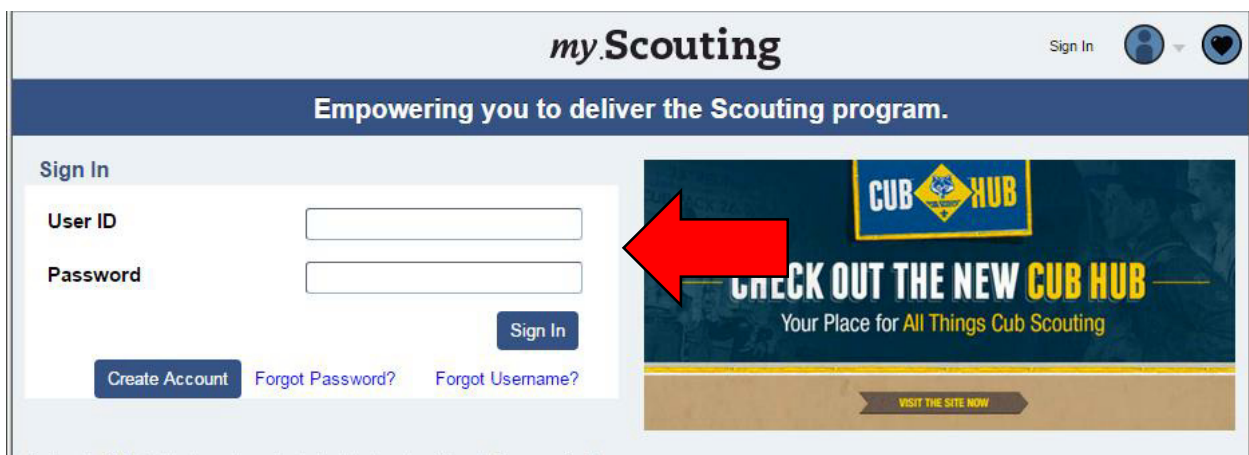 my.Scouting
Sign In
Empowering you to deliver the Scouting program.
Sign In
User ID
Password
Sign In
Create Account Forgot Password? Forgot Username?
CUB HUB
CHECK OUT THE NEW CUB HUB
Your Place for All Things Cub Scouting
VISIT THE SITE NOW